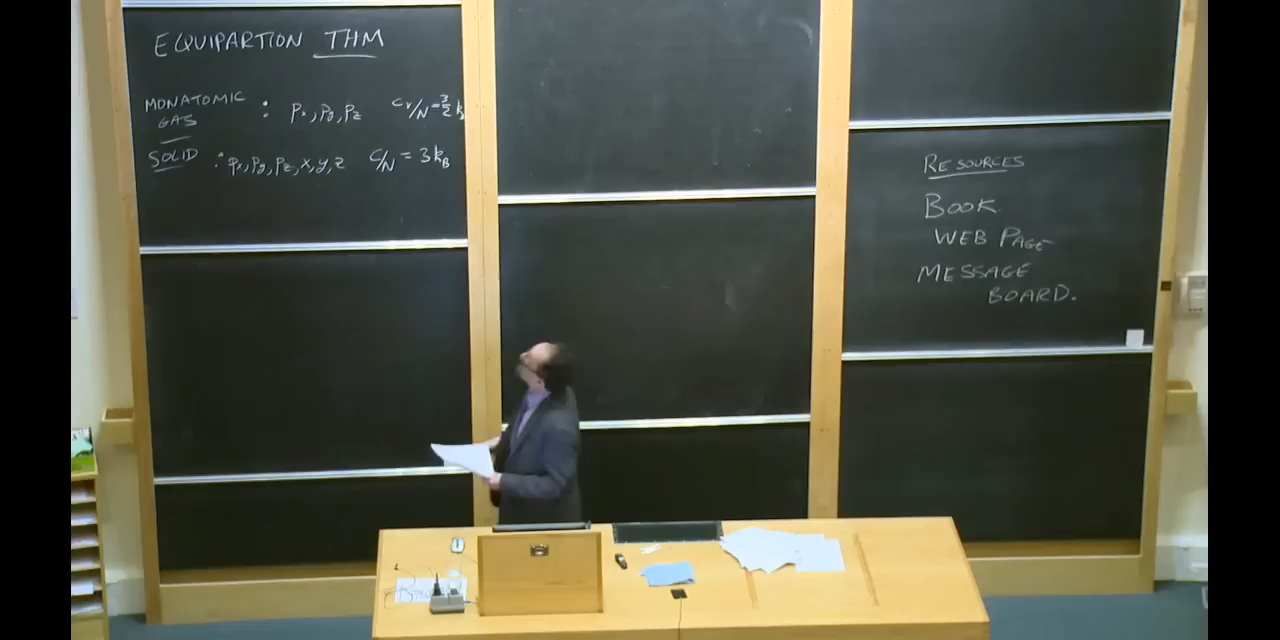 EQUIPARTION THM
MONATOMIC GAS : Px, Py, Pz Cv/N = 3/2 kB
SOLID : Px, Py, Pz, x, y, z C/N = 3kB
RESOURCES
BOOK
WEB PAGE
MESSAGE
BOARD.